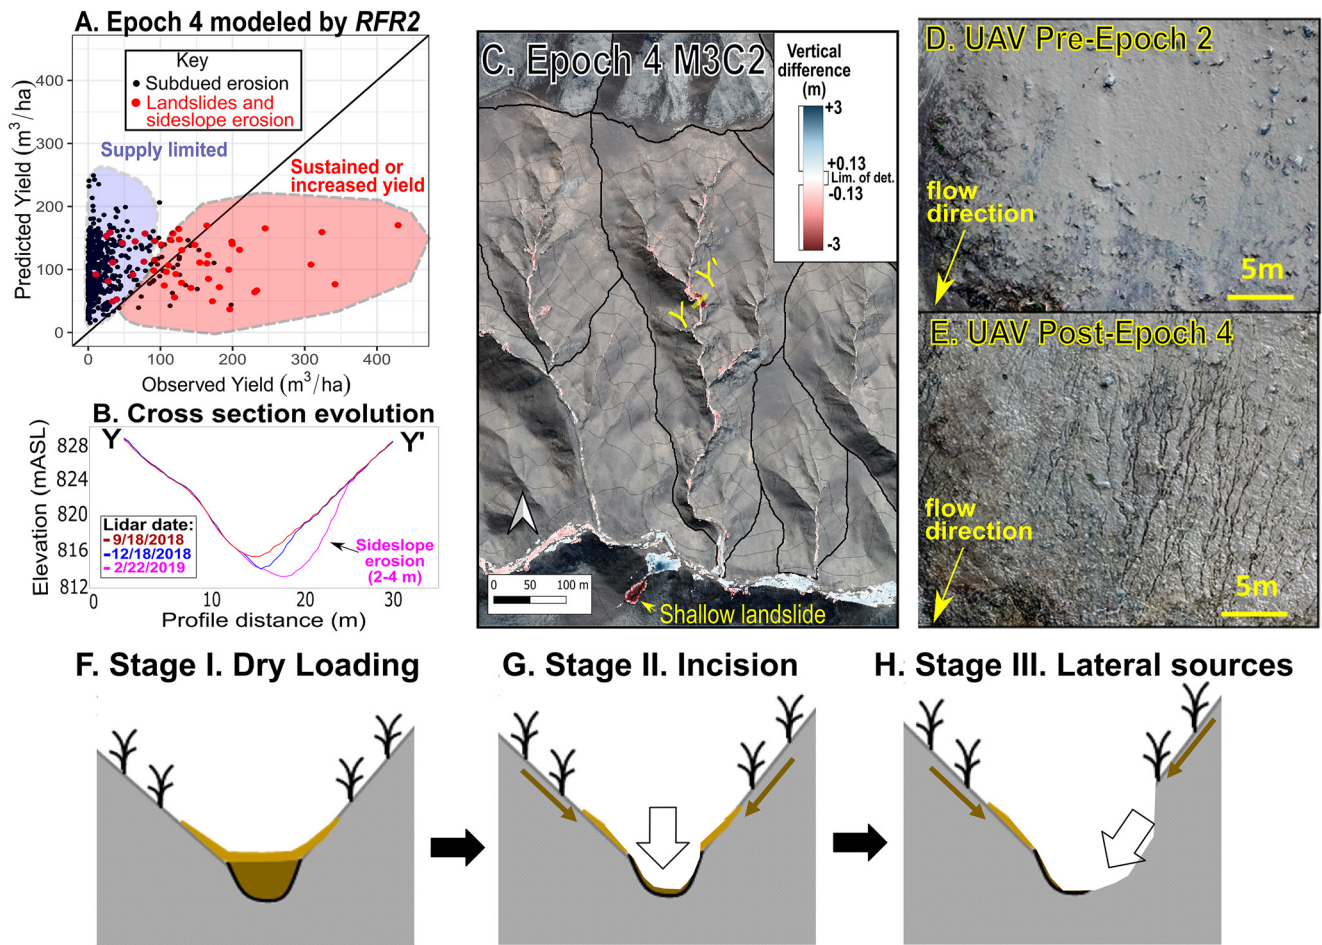 A. Epoch 4 modeled by RFR2
Key
Subdued erosion
Landslides and
sideslope erosion
Supply limited
Sustained or
increased yield
Predicted Yield (m³/ha)
400
300
200
100
0
0 100 200 300 400
Observed Yield (m³/ha)
B. Cross section evolution
Y Y'
Elevation (mASL)
828
824
820
816
812
Lidar date:
9/18/2018
12/18/2018
2/22/2019
Sideslope
erosion
(2-4 m)
0 10 20 30
Profile distance (m)
C. Epoch 4 M3C2
Vertical
difference
(m)
+3
+0.13
Lim. of det.
-0.13
-3
Y Y'
0 50 100 m
Shallow landslide
D. UAV Pre-Epoch 2
flow
direction
5m
E. UAV Post-Epoch 4
flow
direction
5m
F. Stage I. Dry Loading
G. Stage II. Incision
H. Stage III. Lateral sources